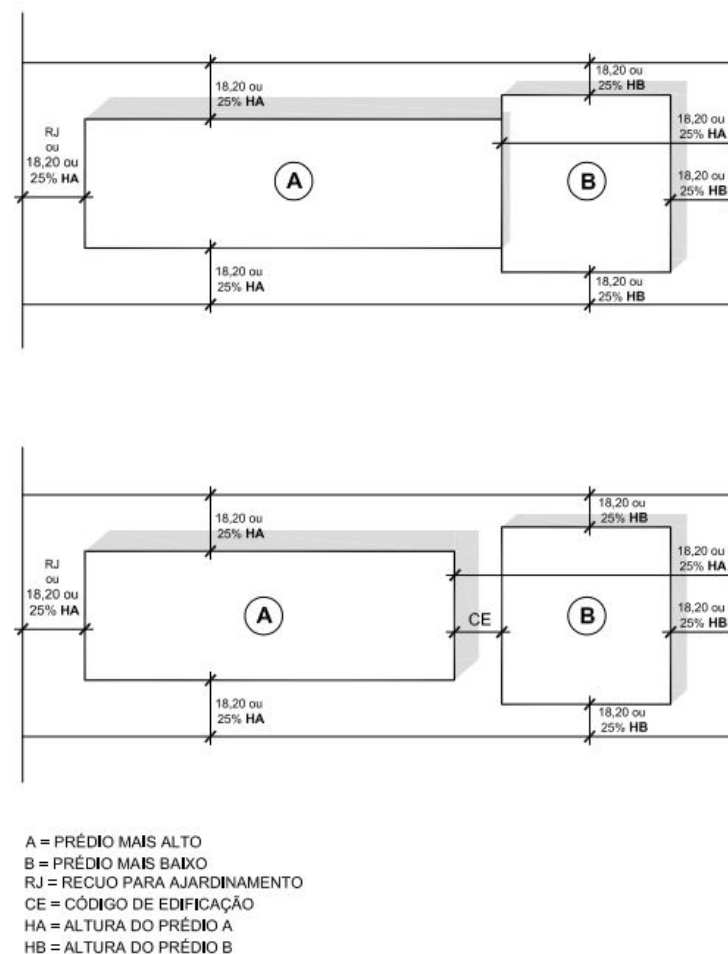 18,20 ou
25% HA
18,20 ou
25% HB
RJ
ou
18,20 ou
25% HA
18,20 ou
25% HA
A
B
18,20 ou
25% HB
18,20 ou
25% HA
18,20 ou
25% HB
18,20 ou
25% HA
18,20 ou
25% HB
RJ
ou
18,20 ou
25% HA
18,20 ou
25% HA
A
CE
B
18,20 ou
25% HB
18,20 ou
25% HA
18,20 ou
25% HB
A = PRÉDIO MAIS ALTO
B = PRÉDIO MAIS BAIXO
RJ = RECUO PARA AJARDINAMENTO
CE = CÓDIGO DE EDIFICAÇÃO
HA = ALTURA DO PRÉDIO A
HB = ALTURA DO PRÉDIO B